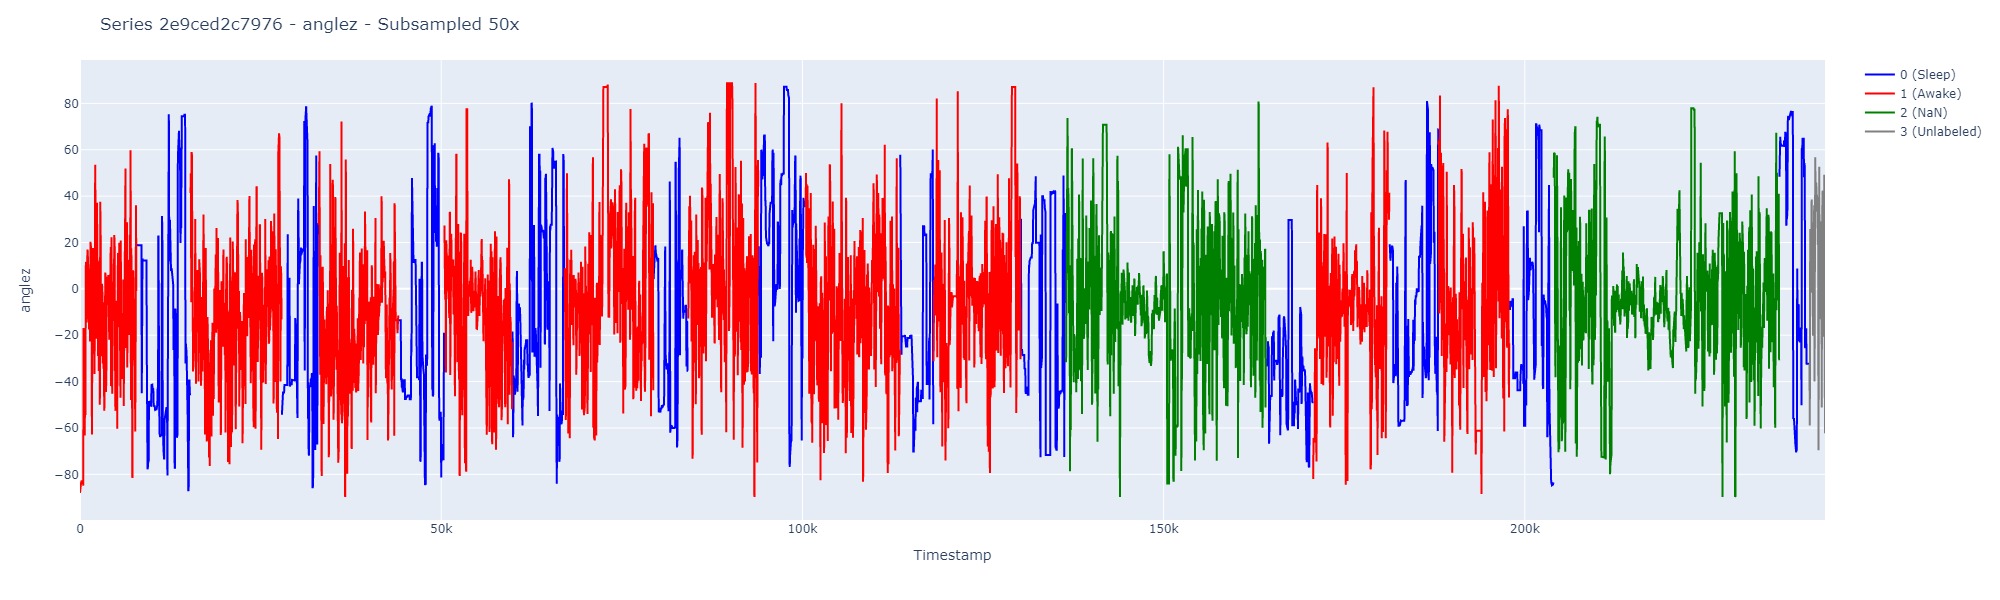 Series 2e9ced2c7976 - anglez - Subsampled 50x
0 (Sleep)
1 (Awake)
2 (NaN)
3 (Unlabeled)
80
60
40
20
0
−20
−40
−60
−80
anglez
0
50k
100k
150k
200k
Timestamp